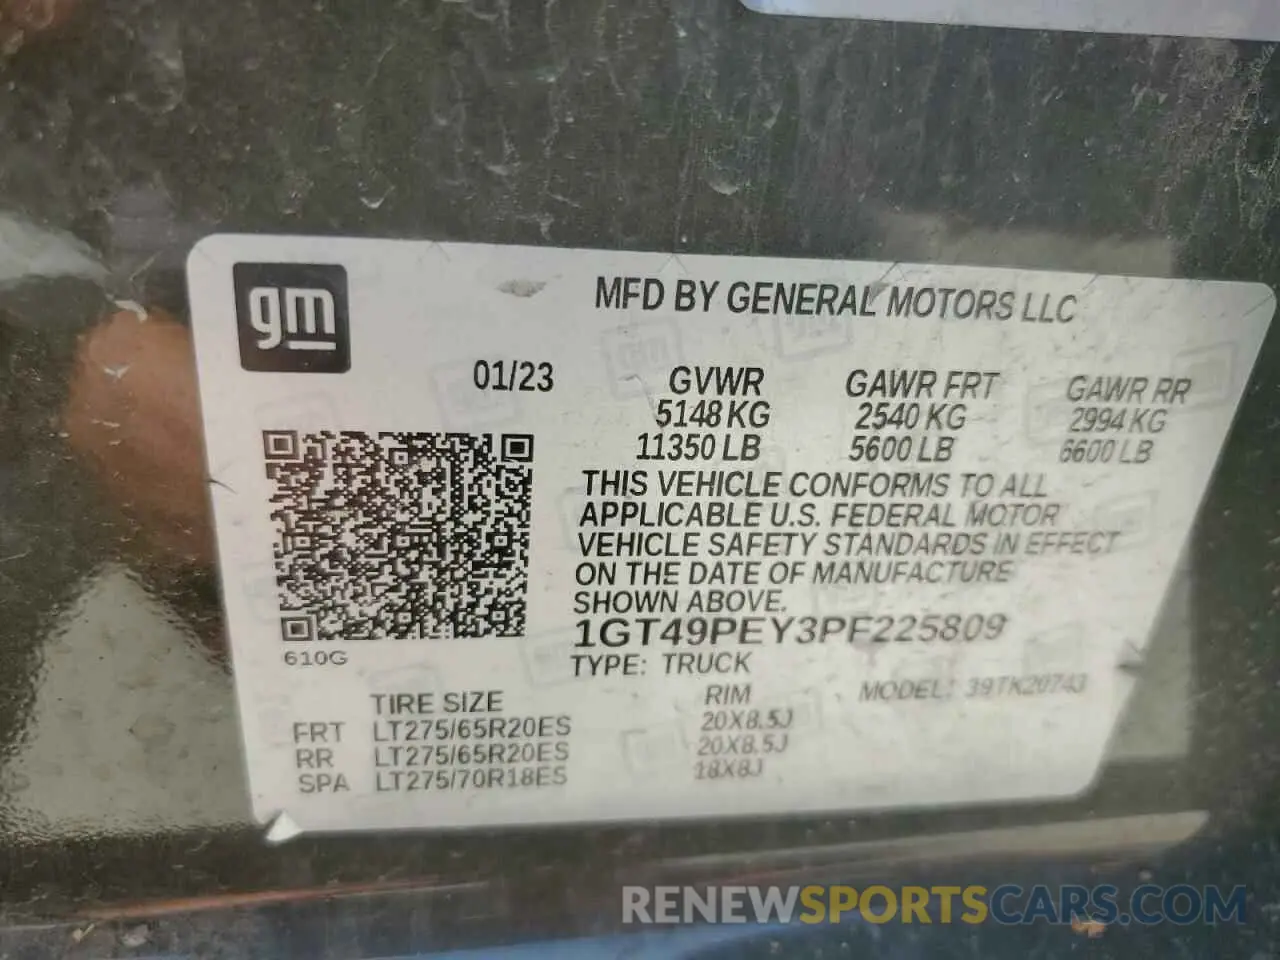 gm
MFD BY GENERAL MOTORS LLC
01/23
GVWR GAWR FRT GAWR RR
5148 KG 2540 KG 2994 KG
11350 LB 5600 LB 6600 LB
THIS VEHICLE CONFORMS TO ALL
APPLICABLE U.S. FEDERAL MOTOR
VEHICLE SAFETY STANDARDS IN EFFECT
ON THE DATE OF MANUFACTURE
SHOWN ABOVE.
1GT49PEY3PF225809
610G
TYPE: TRUCK
TIRE SIZE RIM MODEL: 39TK20743
FRT LT275/65R20ES 20X8.5J
RR LT275/65R20ES 20X8.5J
SPA LT275/70R18ES 18X8J
RENEWSPORTSCARS.COM